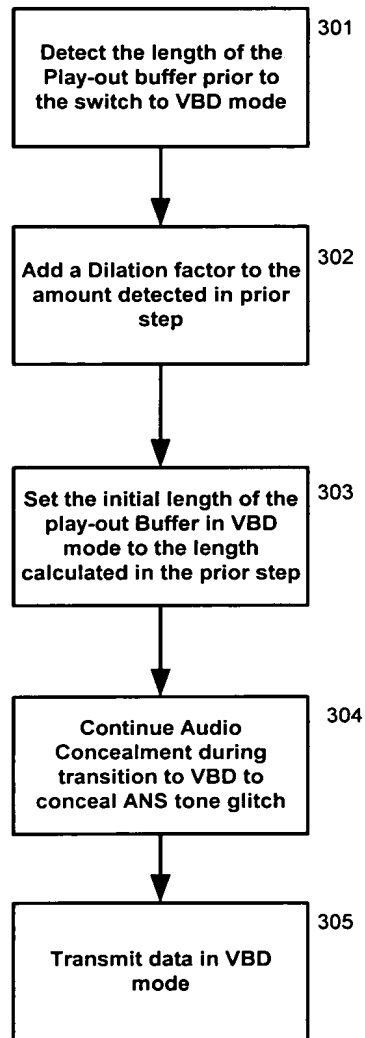 301
Detect the length of the
Play-out buffer prior to
the switch to VBD mode
302
Add a Dilation factor to the
amount detected in prior
step
303
Set the initial length of the
play-out Buffer in VBD
mode to the length
calculated in the prior step
304
Continue Audio
Concealment during
transition to VBD to
conceal ANS tone glitch
305
Transmit data in VBD
mode